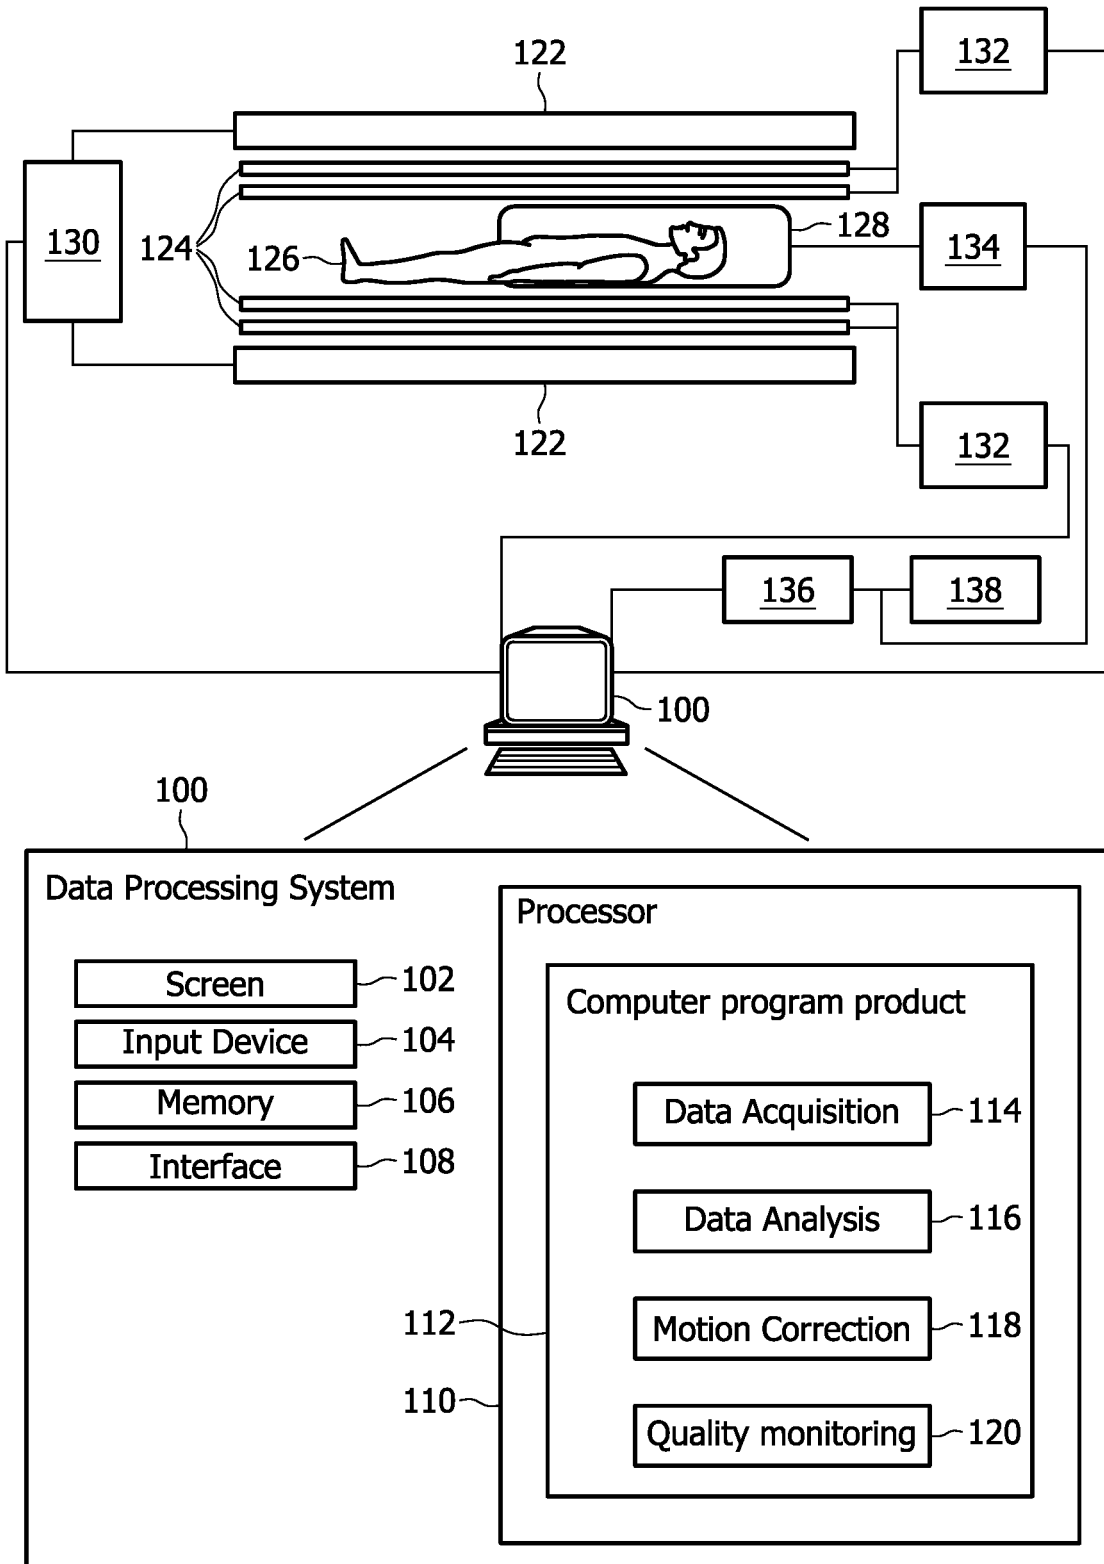 122
132
130
124
126
128
134
122
132
136
138
100
100
Data Processing System
Processor
Screen
102
Computer program product
Input Device
104
Memory
106
Interface
108
Data Acquisition
114
Data Analysis
116
112
Motion Correction
118
110
Quality monitoring
120